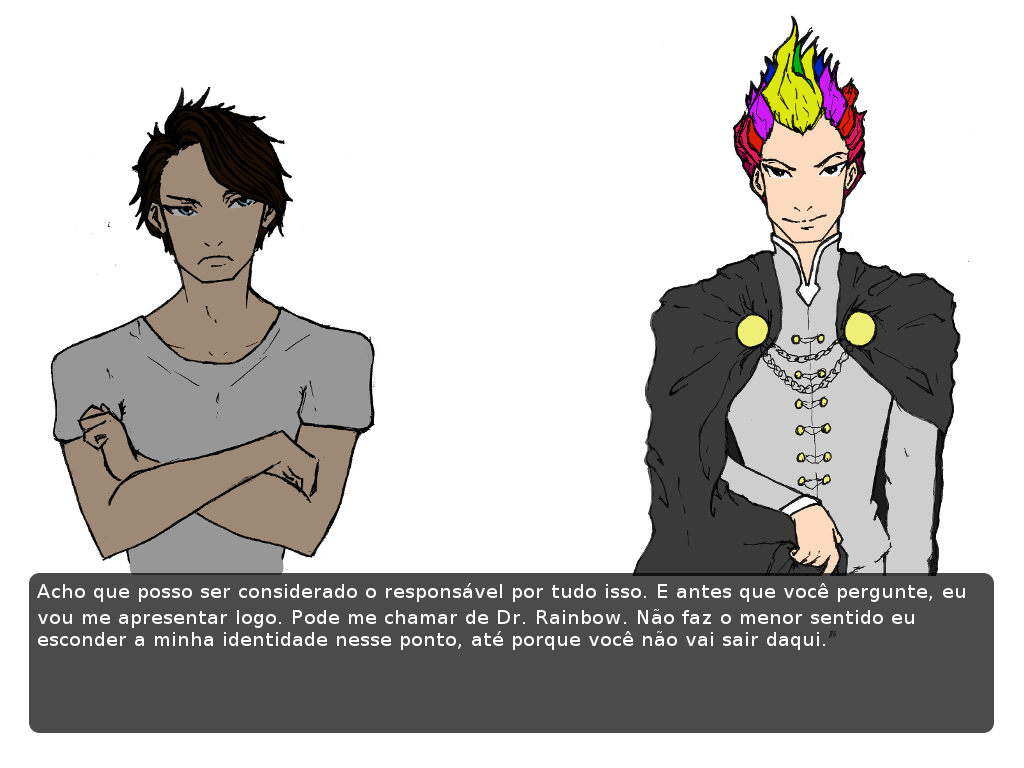 Acho que posso ser considerado o responsável por tudo isso. E antes que você pergunte, eu
vou me apresentar logo. Pode me chamar de Dr. Rainbow. Não faz o menor sentido eu
esconder a minha identidade nesse ponto, até porque você não vai sair daqui.”